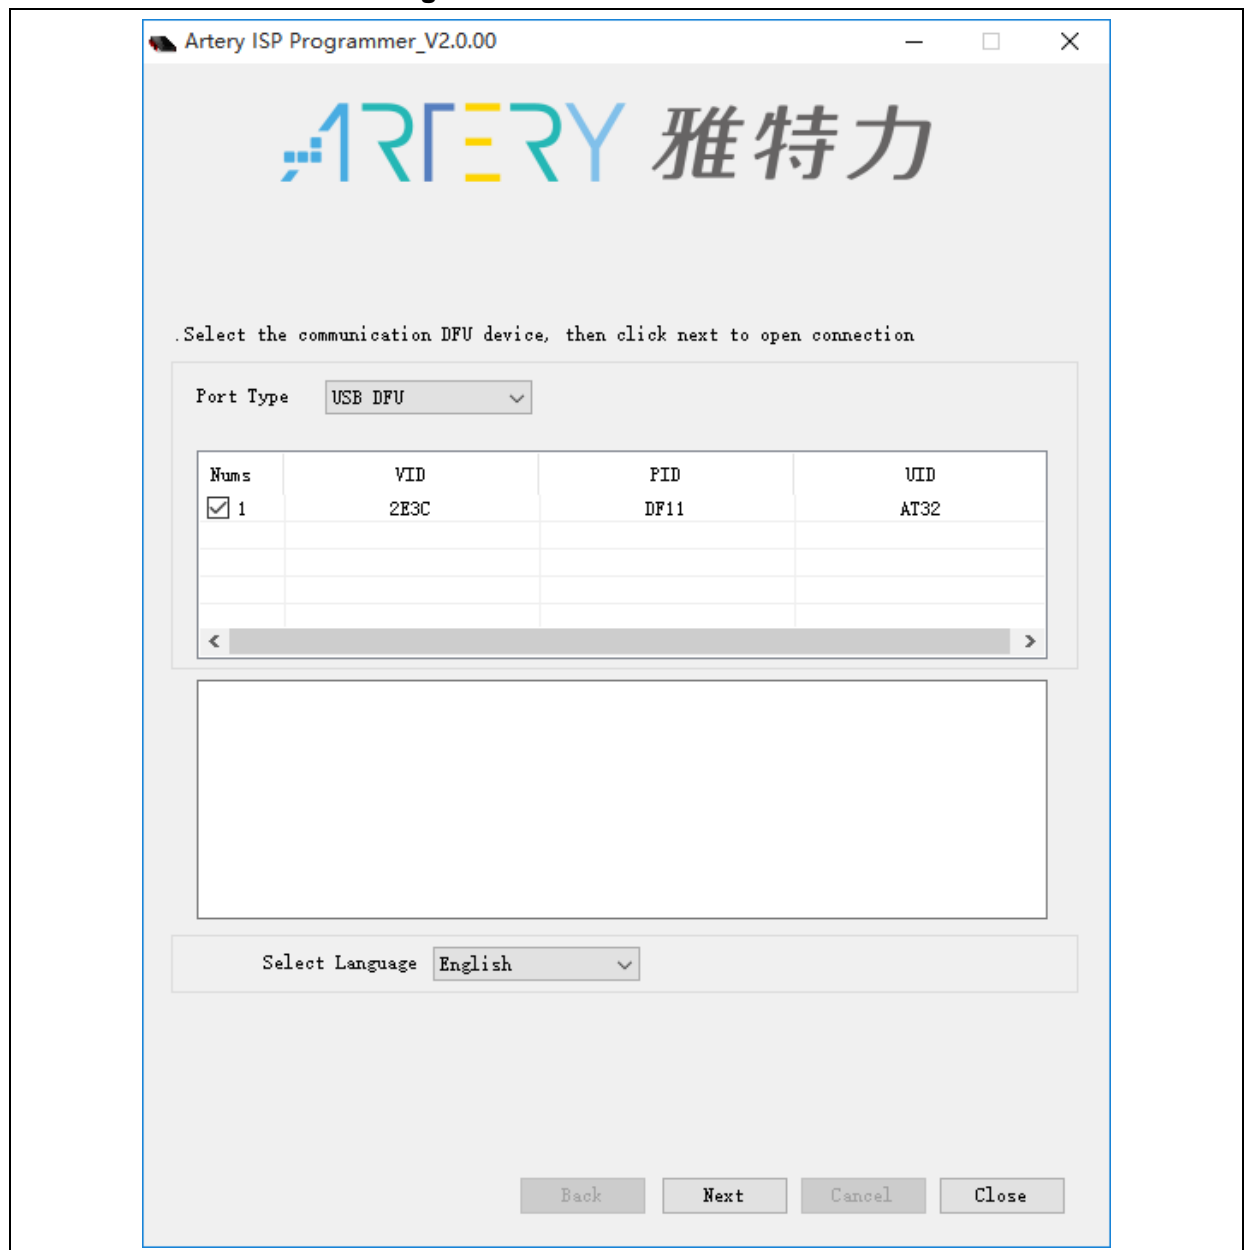 Artery ISP Programmer_V2.0.00
ARTERY 雅特力
.Select the communication DFU device, then click next to open connection
Port Type USB DFU
Nums VID PID UID
1 2E3C DF11 AT32
Select Language English
Back Next Cancel Close